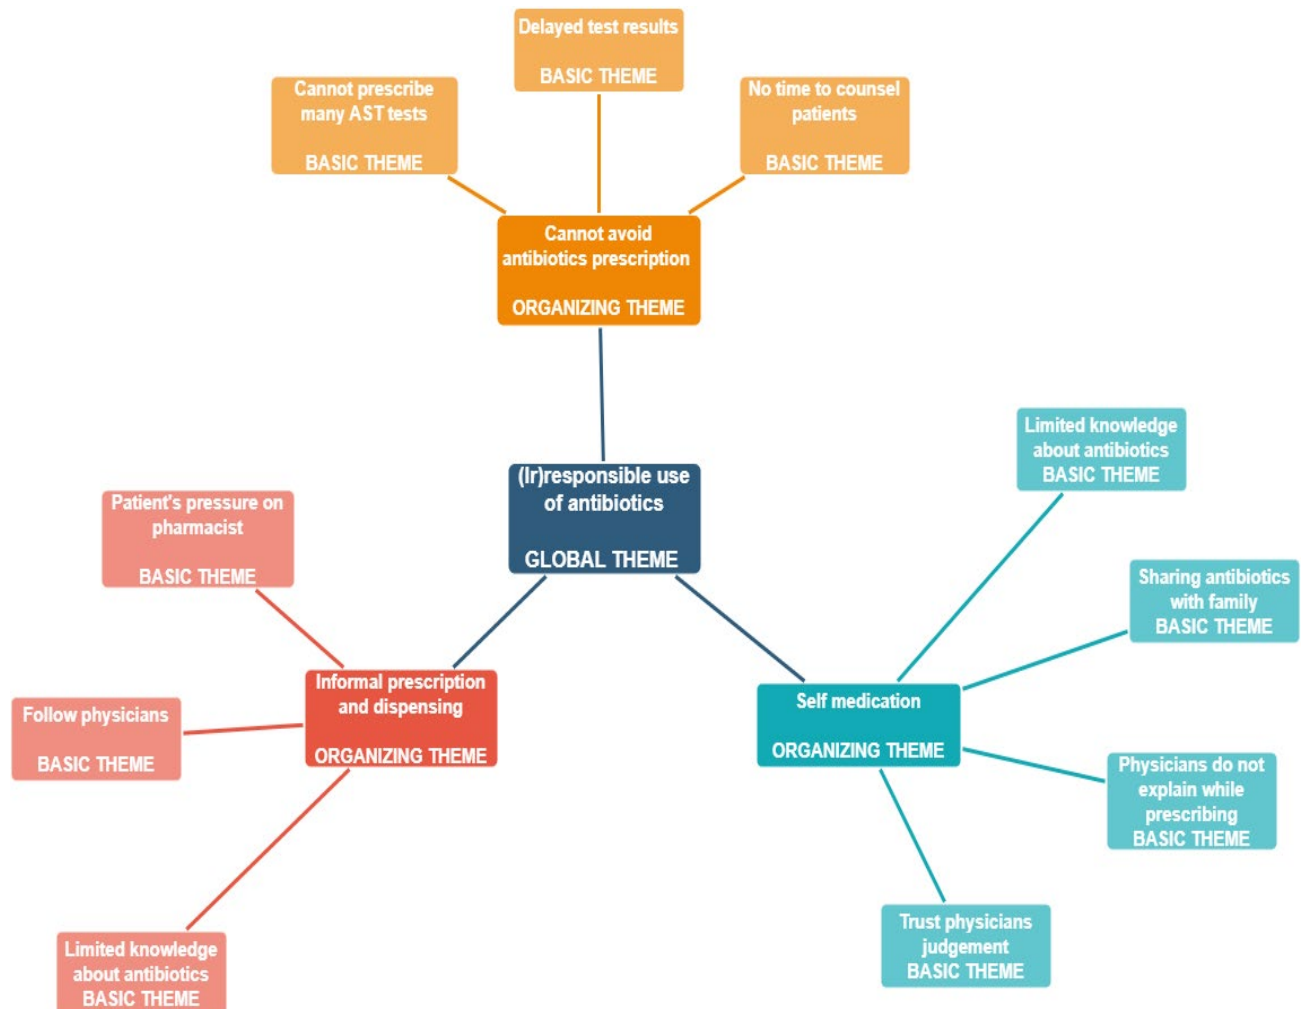 Delayed test results
BASIC THEME
Cannot prescribe
many AST tests
BASIC THEME
No time to counsel
patients
BASIC THEME
Cannot avoid
antibiotics prescription
ORGANIZING THEME
(Ir)responsible use
of antibiotics
GLOBAL THEME
Patient's pressure on
pharmacist
BASIC THEME
Follow physicians
BASIC THEME
Limited knowledge
about antibiotics
BASIC THEME
Informal prescription
and dispensing
ORGANIZING THEME
Self medication
ORGANIZING THEME
Limited knowledge
about antibiotics
BASIC THEME
Sharing antibiotics
with family
BASIC THEME
Physicians do not
explain while
prescribing
BASIC THEME
Trust physicians
judgement
BASIC THEME